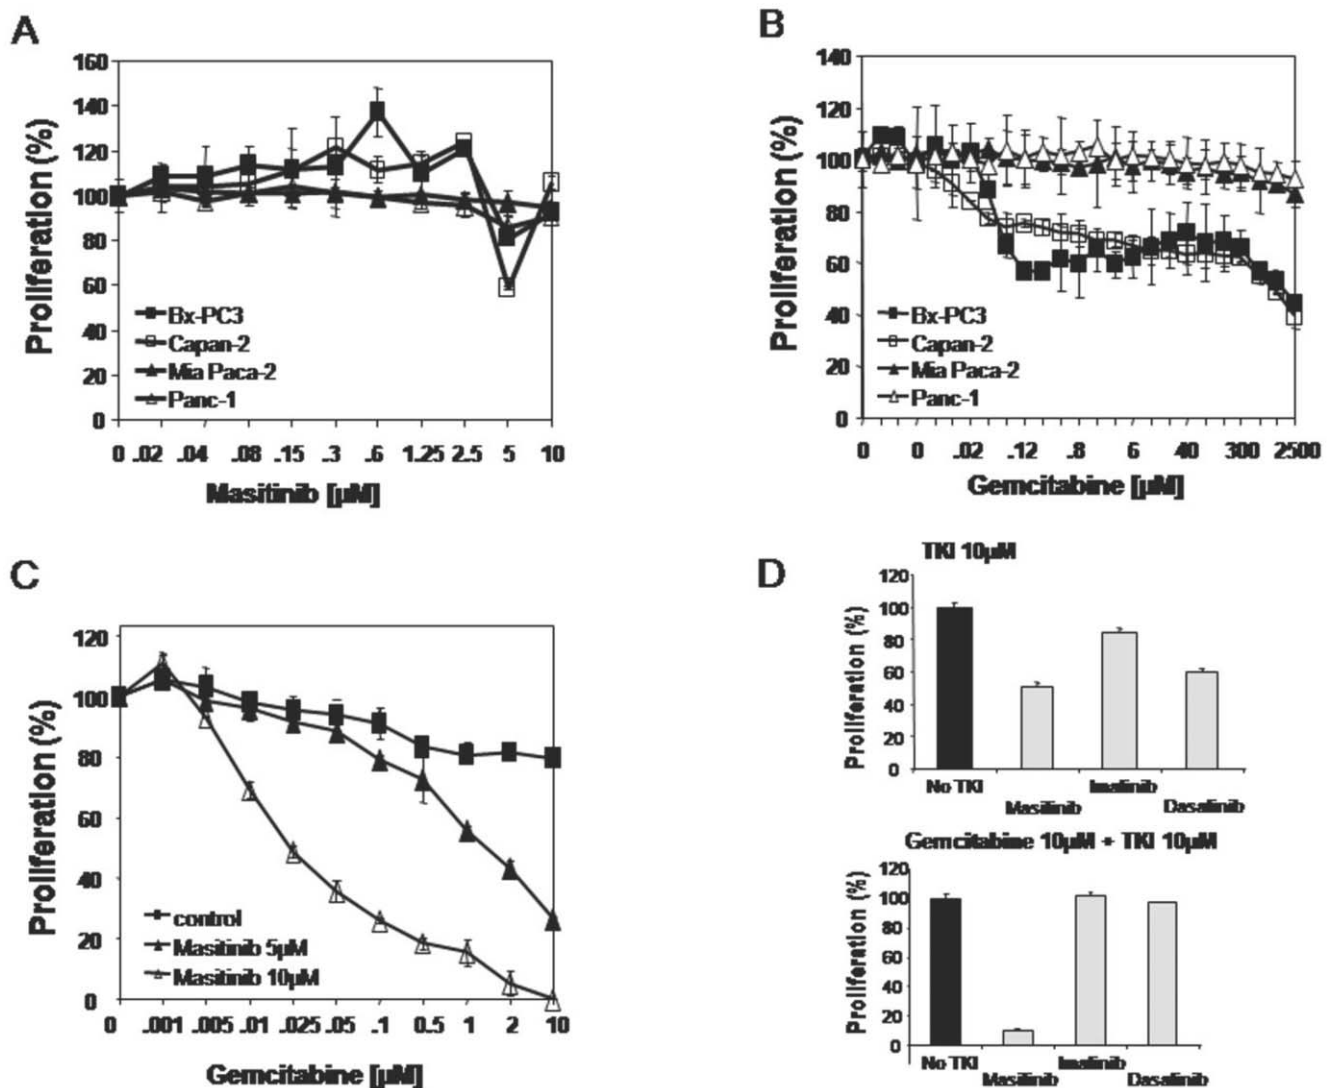 A
Proliferation (%)
160
140
120
100
80
60
40
20
0
Bx-PC3
Capan-2
Mia Paca-2
Panc-1
0 .02 .04 .08 .15 .3 .6 1.25 2.5 5 10
Masitinib [µM]
B
Proliferation (%)
140
120
100
80
60
40
20
0
Bx-PC3
Capan-2
Mia Paca-2
Panc-1
0 0 .02 .12 .8 6 40 300 2500
Gemcitabine [µM]
C
Proliferation (%)
120
100
80
60
40
20
0
control
Masitinib 5µM
Masitinib 10µM
0 .001 .005 .01 .025 .05 .1 0.5 1 2 10
Gemcitabine [µM]
D
TKI 10µM
Proliferation (%)
120
100
80
60
40
20
0
No TKI
Masitinib
Imatinib
Dasatinib
Gemcitabine 10µM + TKI 10µM
Proliferation (%)
120
100
80
60
40
20
0
No TKI
Masitinib
Imatinib
Dasatinib